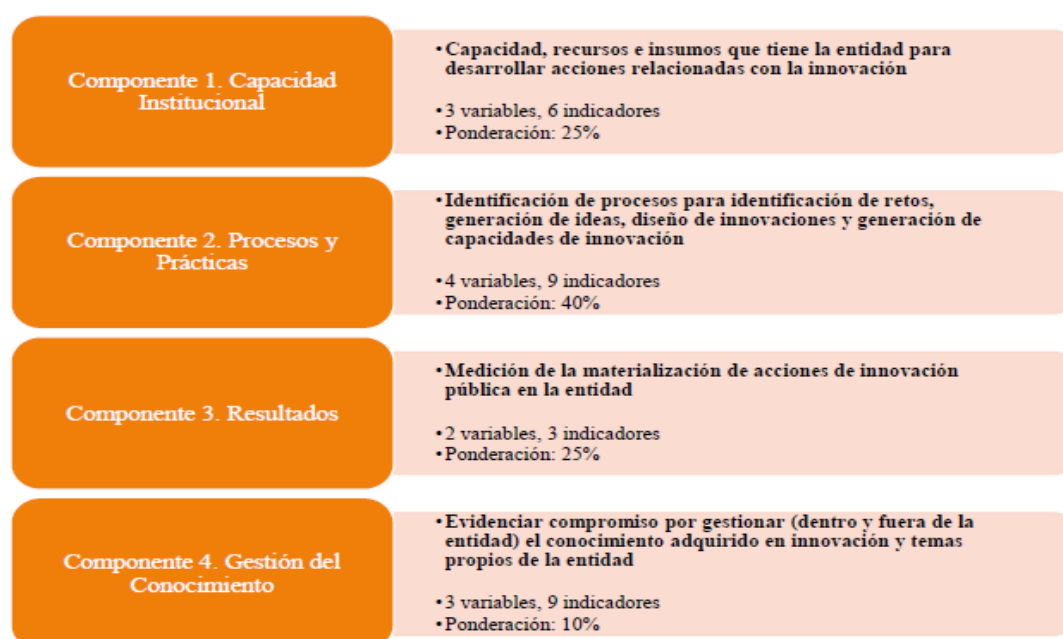 Componente 1. Capacidad
Institucional
•Capacidad, recursos e insumos que tiene la entidad para
desarrollar acciones relacionadas con la innovación
•3 variables, 6 indicadores
•Ponderación: 25%
Componente 2. Procesos y
Prácticas
•Identificación de procesos para identificación de retos,
generación de ideas, diseño de innovaciones y generación de
capacidades de innovación
•4 variables, 9 indicadores
•Ponderación: 40%
Componente 3. Resultados
•Medición de la materialización de acciones de innovación
pública en la entidad
•2 variables, 3 indicadores
•Ponderación: 25%
Componente 4. Gestión del
Conocimiento
•Evidenciar compromiso por gestionar (dentro y fuera de la
entidad) el conocimiento adquirido en innovación y temas
propios de la entidad
•3 variables, 9 indicadores
•Ponderación: 10%